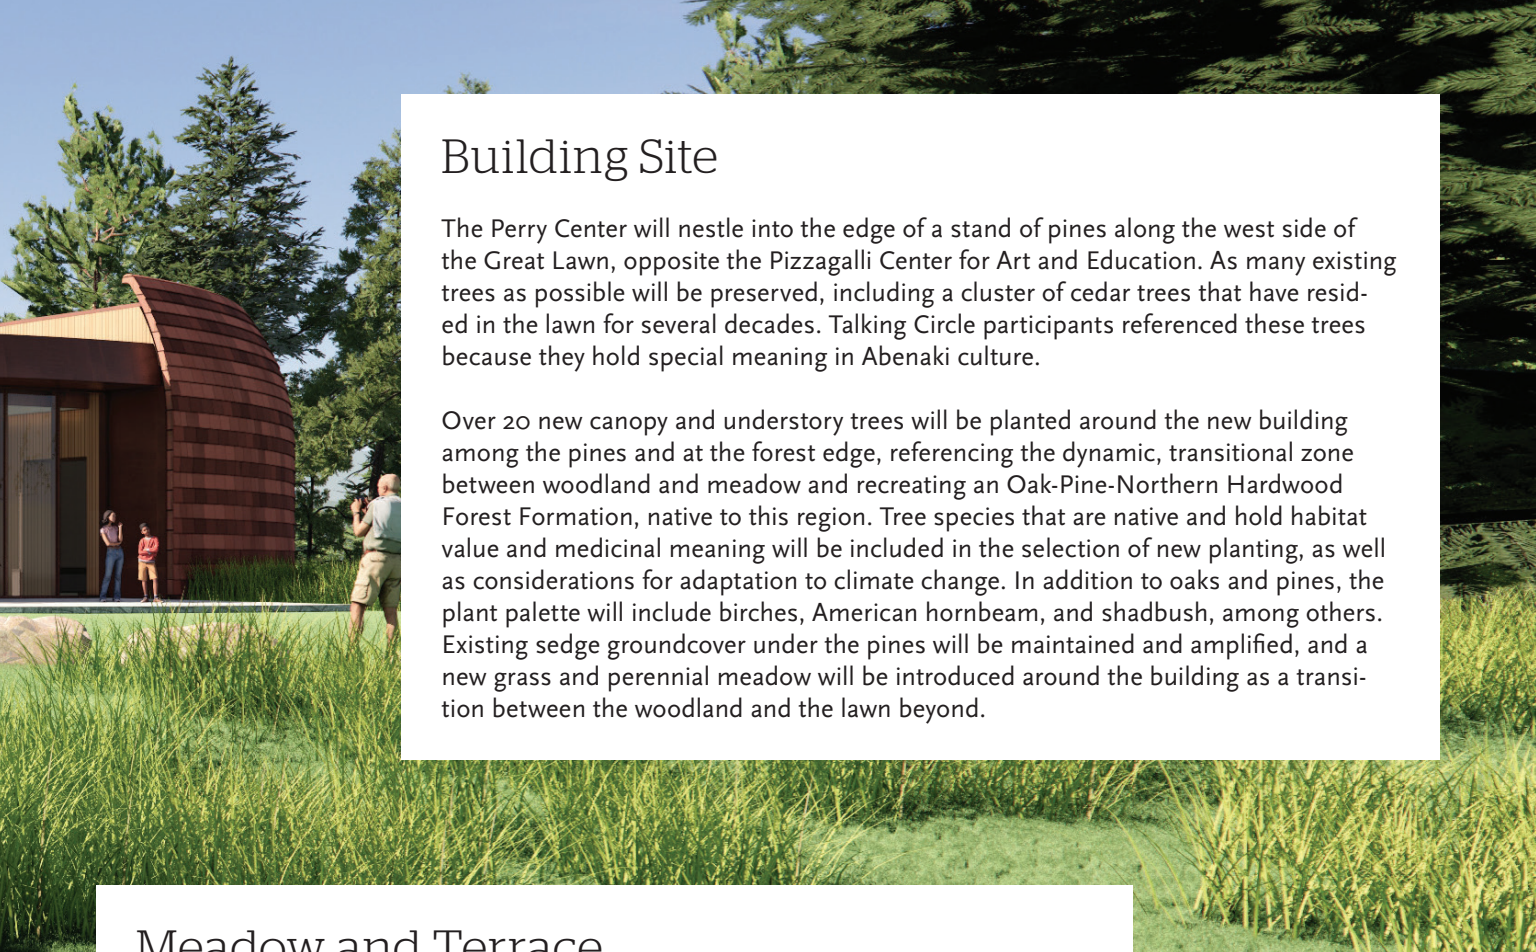 Building Site
The Perry Center will nestle into the edge of a stand of pines along the west side of
the Great Lawn, opposite the Pizzagalli Center for Art and Education. As many existing
trees as possible will be preserved, including a cluster of cedar trees that have resid-
ed in the lawn for several decades. Talking Circle participants referenced these trees
because they hold special meaning in Abenaki culture.
Over 20 new canopy and understory trees will be planted around the new building
among the pines and at the forest edge, referencing the dynamic, transitional zone
between woodland and meadow and recreating an Oak-Pine-Northern Hardwood
Forest Formation, native to this region. Tree species that are native and hold habitat
value and medicinal meaning will be included in the selection of new planting, as well
as considerations for adaptation to climate change. In addition to oaks and pines, the
plant palette will include birches, American hornbeam, and shadbush, among others.
Existing sedge groundcover under the pines will be maintained and amplified, and a
new grass and perennial meadow will be introduced around the building as a transi-
tion between the woodland and the lawn beyond.
Meadow and Terrace